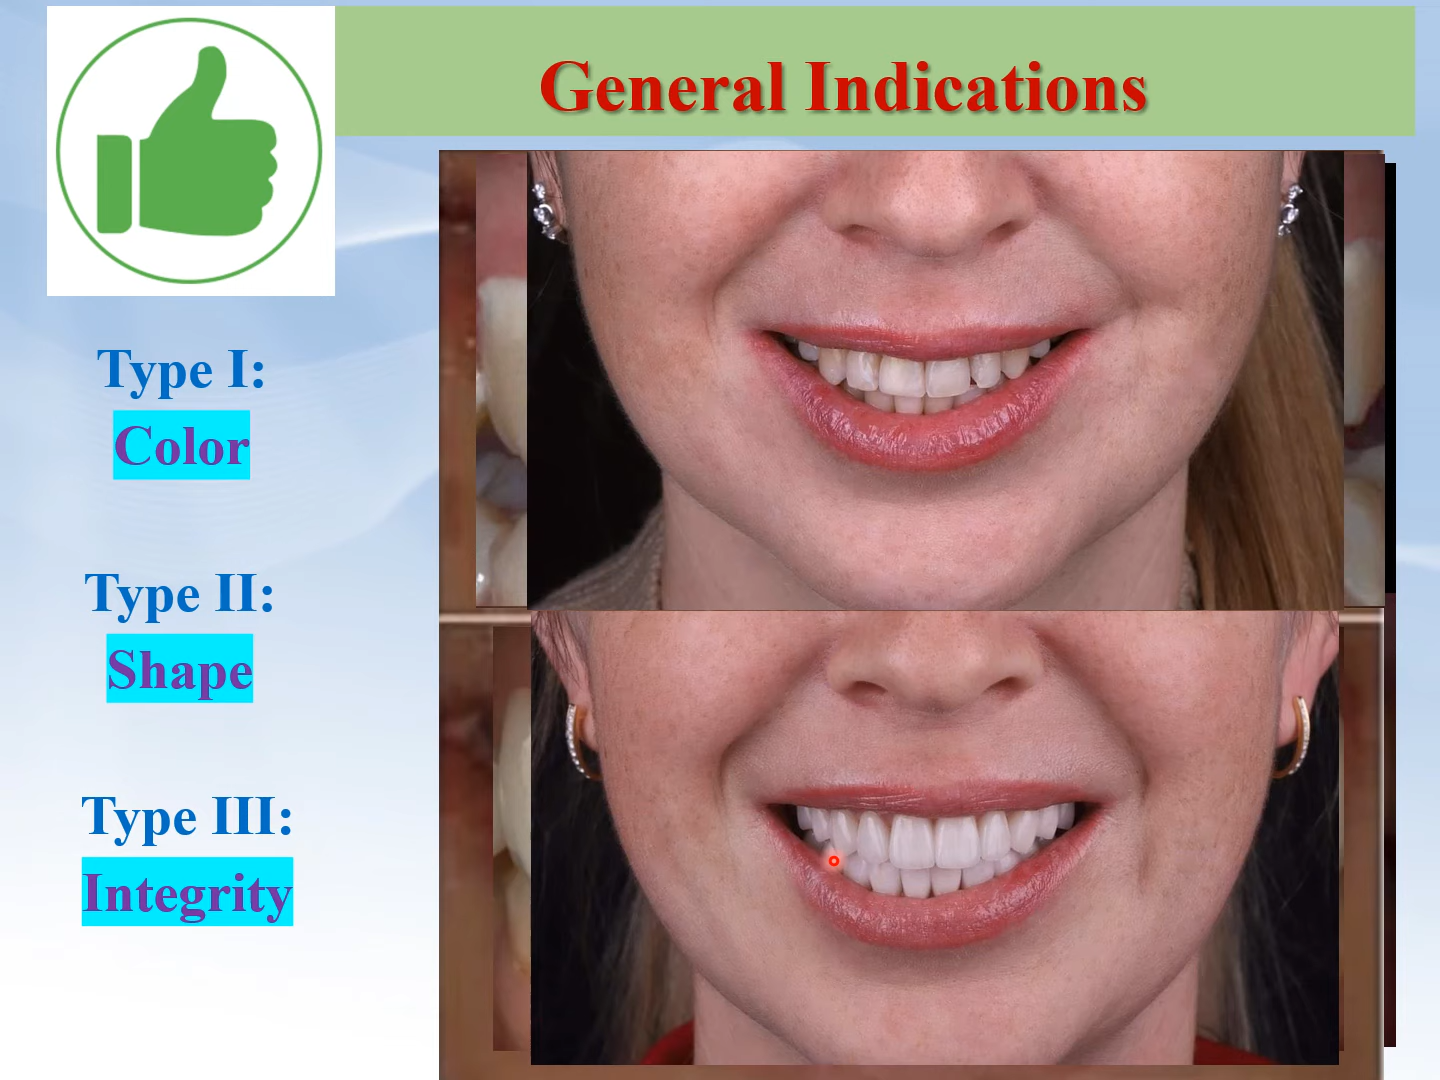 General Indications
Type I:
Color
Type II:
Shape
Type III:
Integrity